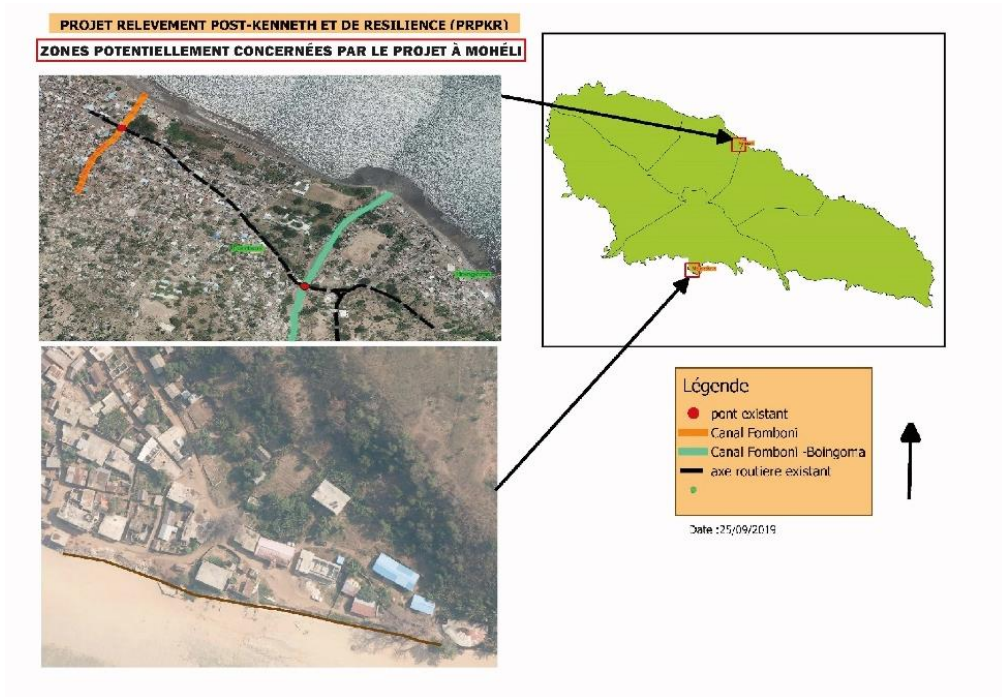 PROJET RELEVEMENT POST-KENNETH ET DE RESILIENCE (PRPKR)
ZONES POTENTIELLEMENT CONCERNÉES PAR LE PROJET À MOHÉLI
Boingoma
Légende
pont existant
Canal Fomboni
Canal Fomboni -Boingoma
axe routiere existant
Date :25/09/2019